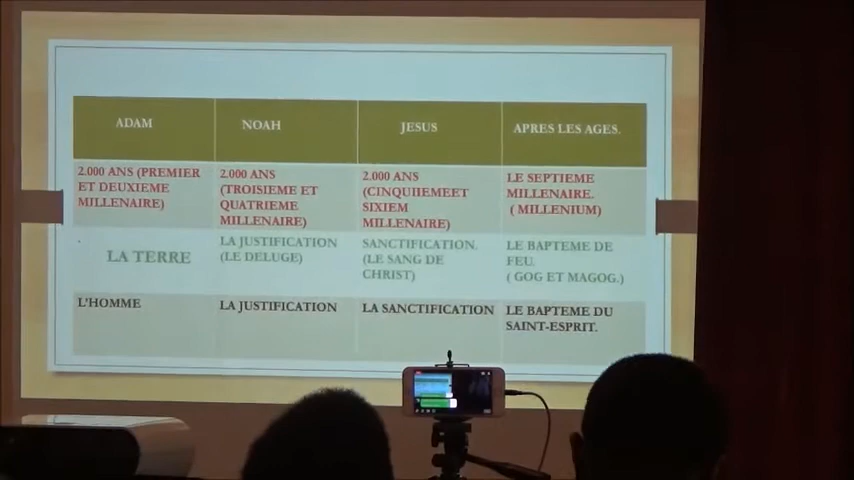 ADAM
NOAH
JESUS
APRES LES AGES.
2.000 ANS (PREMIER
ET DEUXIEME
MILLENAIRE)
2.000 ANS
(TROISIEME ET
QUATRIEME
MILLENAIRE)
2.000 ANS
(CINQUIEMEET
SIXIEM
MILLENAIRE)
LE SEPTIEME
MILLENAIRE.
( MILLENIUM)
LA TERRE
LA JUSTIFICATION
(LE DELUGE)
SANCTIFICATION.
(LE SANG DE
CHRIST)
LE BAPTEME DE
FEU.
( GOG ET MAGOG.)
L'HOMME
LA JUSTIFICATION
LA SANCTIFICATION
LE BAPTEME DU
SAINT-ESPRIT.